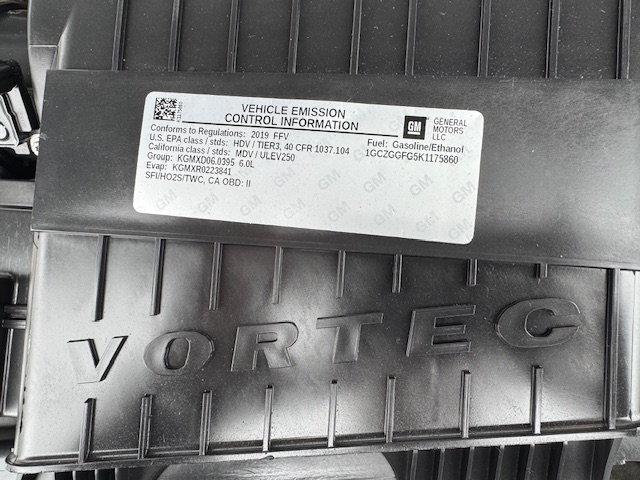 VEHICLE EMISSION
CONTROL INFORMATION
GM
GENERAL
MOTORS
LLC
Conforms to Regulations: 2019 FFV
U.S. EPA class / stds: HDV / TIER3, 40 CFR 1037.104
California class / stds: MDV / ULEV250
Group: KGMXD06.0395 6.0L
Evap: KGMXR0223841
SFI/HO2S/TWC, CA OBD: II
Fuel: Gasoline/Ethanol
1GCZGGFG5K1175860
VORTEC